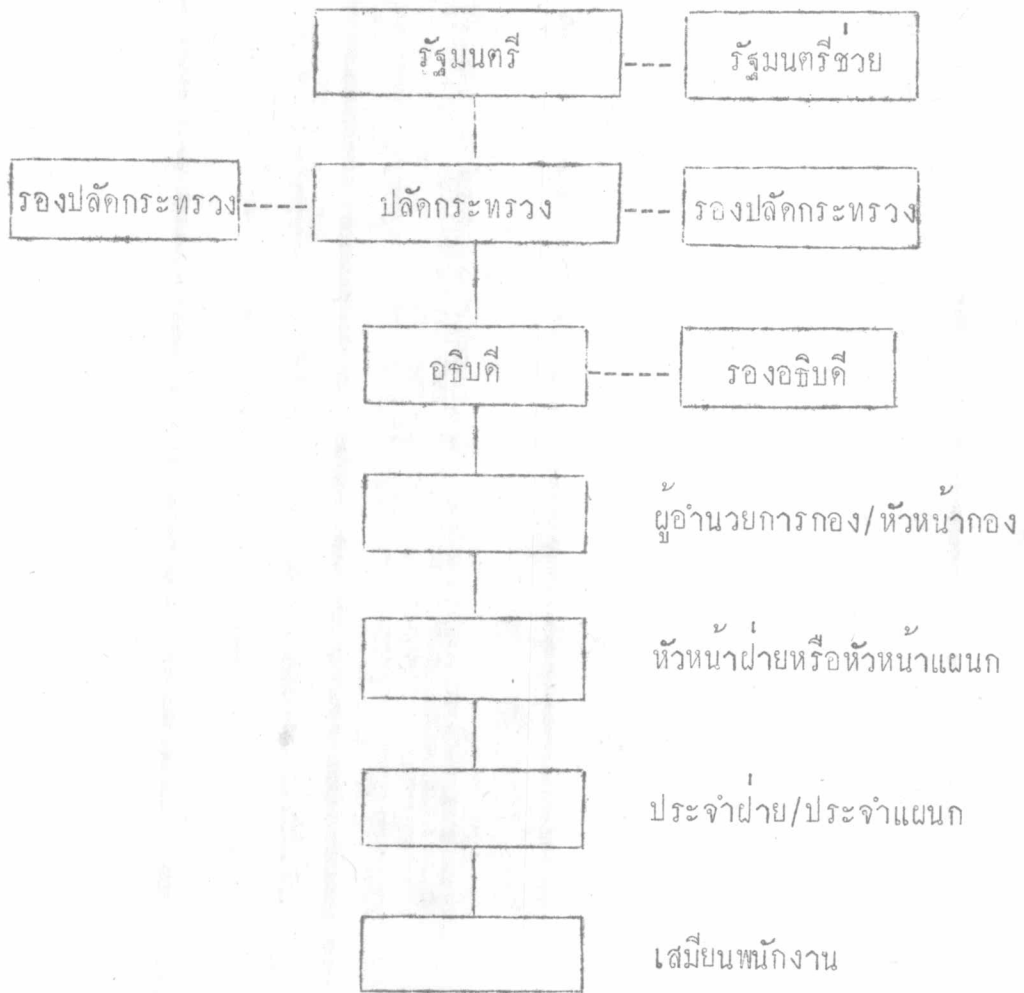 รัฐมนตรี
รัฐมนตรีช่วย
รองปลัดกระทรวง
ปลัดกระทรวง
รองปลัดกระทรวง
อธิบดี
รองอธิบดี
ผู้อำนวยการกอง/หัวหน้ากอง
หัวหน้าฝ่ายหรือหัวหน้าแผนก
ประจำฝ่าย/ประจำแผนก
เสมียนพนักงาน